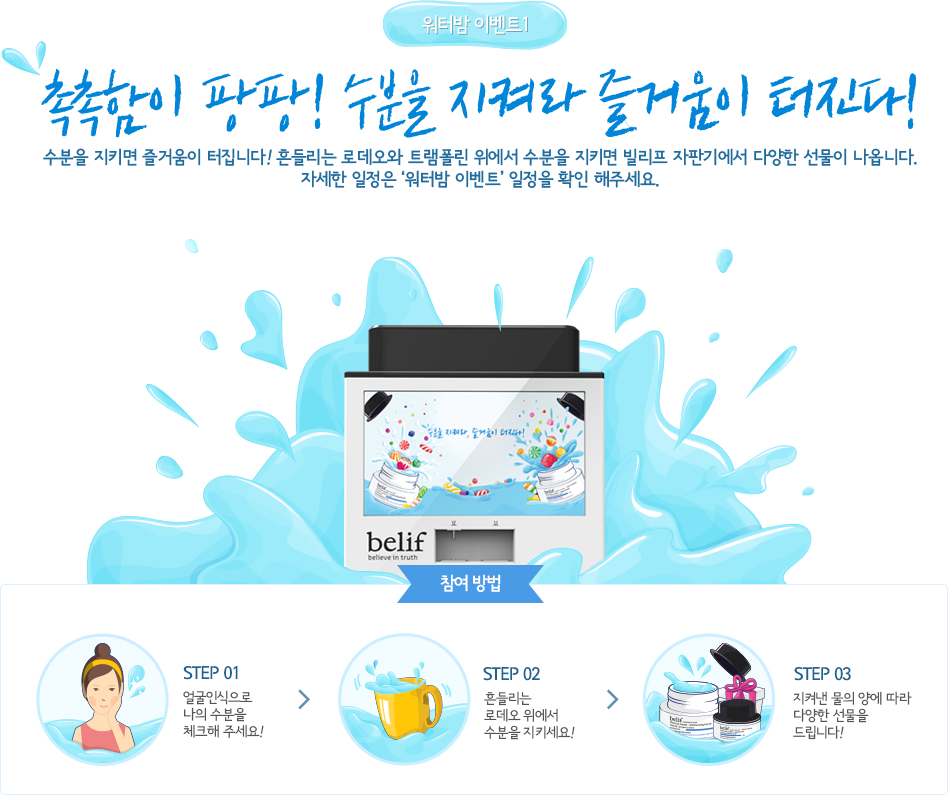 워터밤 이벤트1
촉촉함이 팡팡! 수분을 지켜라 즐거움이 터진다!
수분을 지키면 즐거움이 터집니다! 흔들리는 로데오와 트램폴린 위에서 수분을 지키면 빌리프 자판기에서 다양한 선물이 나옵니다.
자세한 일정은 ‘워터밤 이벤트’ 일정을 확인 해주세요.
수분을 지켜라, 즐거움이 터진다!
belif
belif
belif
believe in truth
참여 방법
STEP 01
얼굴인식으로
나의 수분을
체크해 주세요!
STEP 02
흔들리는
로데오 위에서
수분을 지키세요!
belif
STEP 03
지켜낸 물의 양에 따라
다양한 선물을
드립니다!